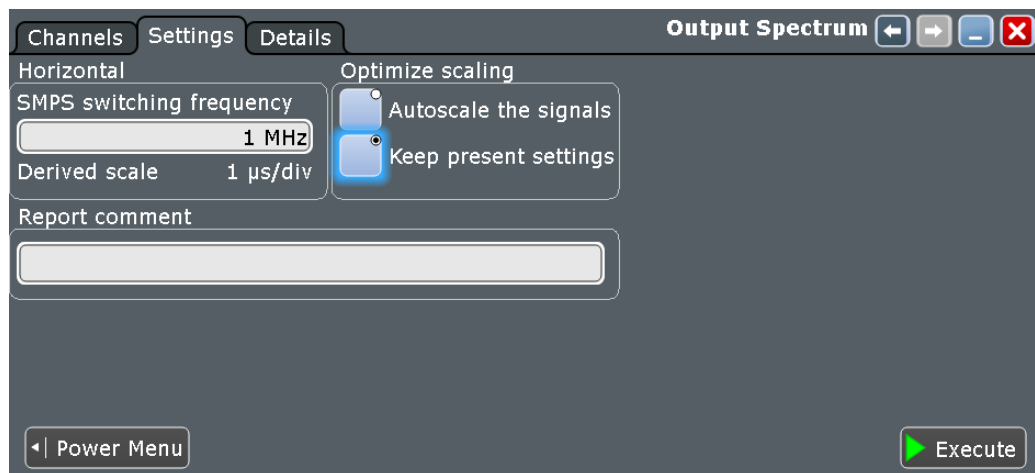 Channels Settings Details Output Spectrum
Horizontal Optimize scaling
SMPS switching frequency
Autoscale the signals
1 MHz
Keep present settings
Derived scale 1 µs/div
Report comment
Power Menu Execute